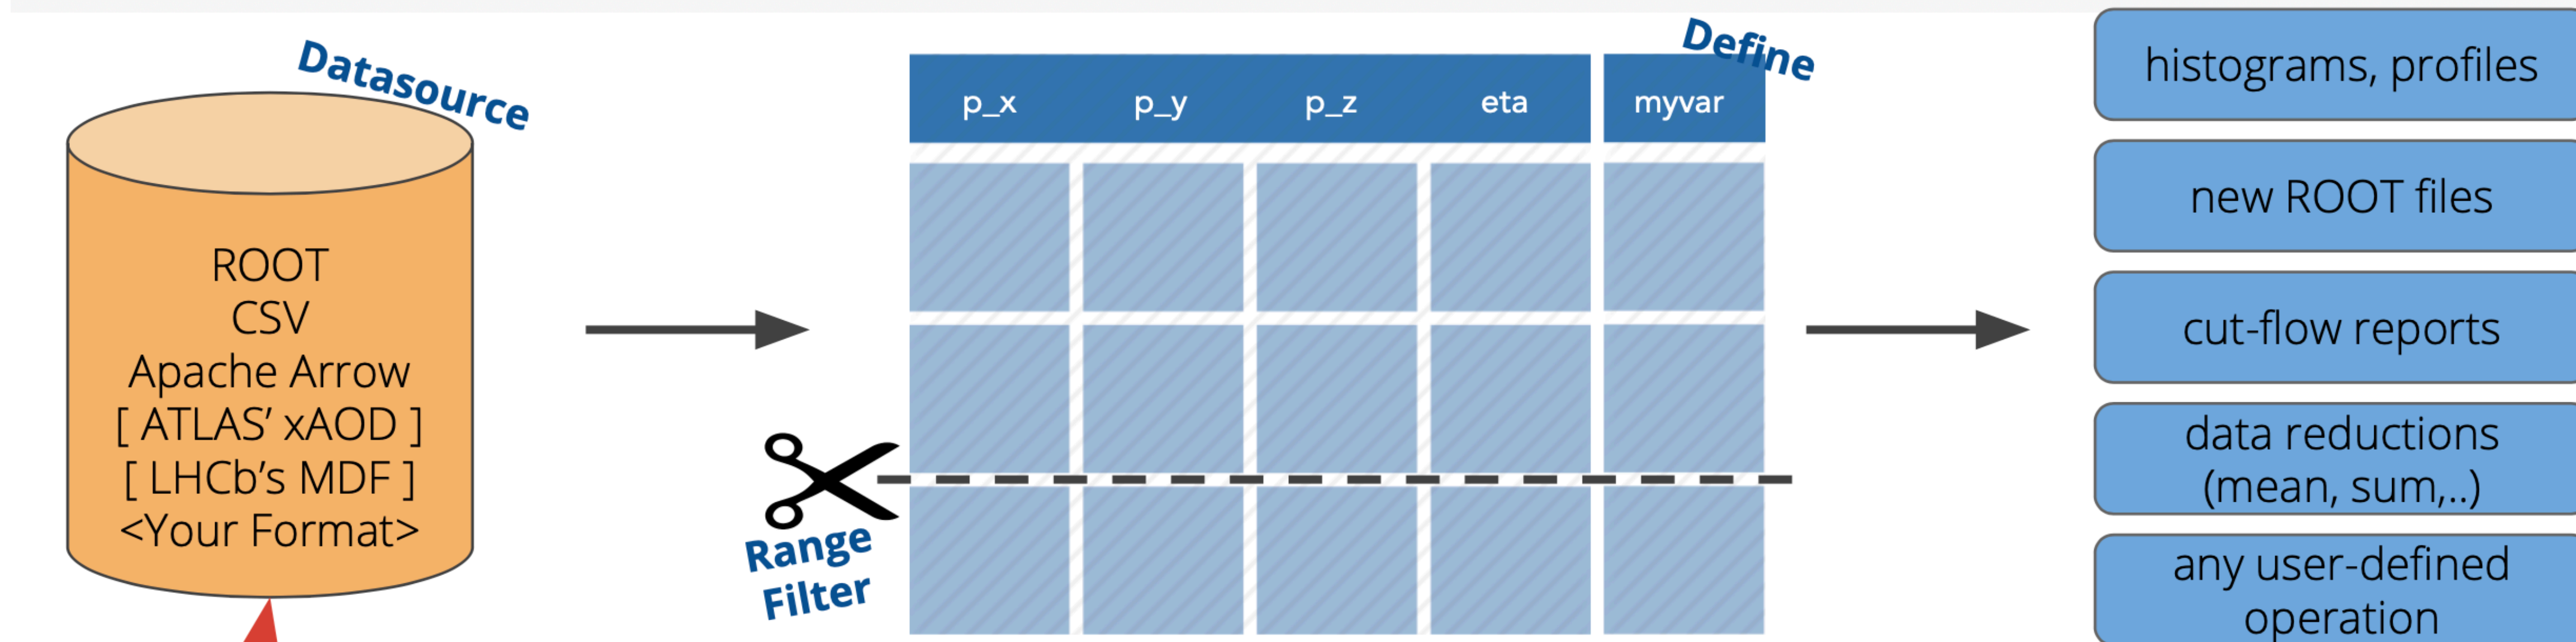 Datasource
ROOT
CSV
Apache Arrow
[ ATLAS’ xAOD ]
[ LHCb’s MDF ]
<Your Format>
Define
p_x p_y p_z eta myvar
Range
Filter
histograms, profiles
new ROOT files
cut-flow reports
data reductions
(mean, sum,..)
any user-defined
operation